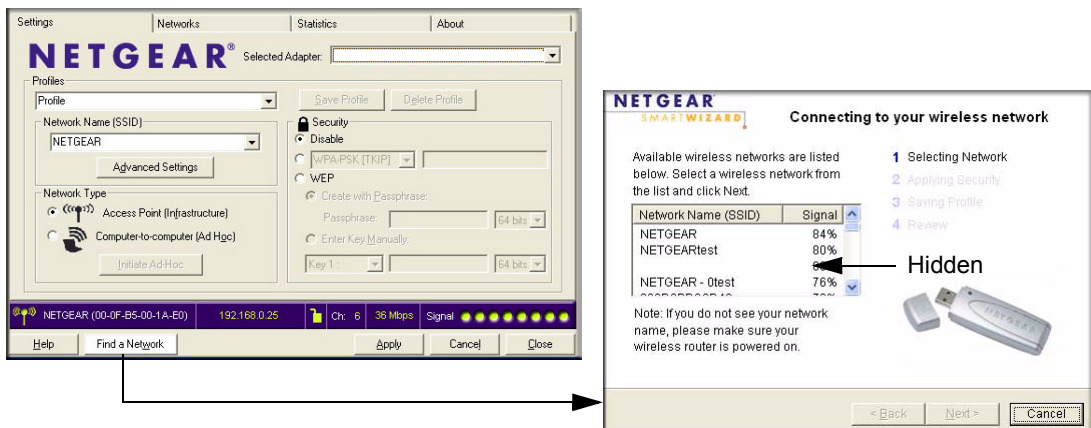 Settings
Networks
Statistics
About
NETGEAR®
Selected Adapter:
Profiles
Profile
Save Profile
Delete Profile
Network Name (SSID)
NETGEAR
Advanced Settings
Network Type
Access Point (Infrastructure)
Computer-to-computer (Ad Hoc)
Initiate Ad-Hoc
Security
Disable
WPA-PSK [TKIP]
WEP
Create with Passphrase:
Passphrase:
64 bits
Enter Key Manually:
Key 1 :
64 bits
NETGEAR (00-0F-B5-00-1A-E0)
192.168.0.25
Ch: 6
36 Mbps
Signal
Help
Find a Network
Apply
Cancel
Close
NETGEAR
SMARTWIZARD
Connecting to your wireless network
Available wireless networks are listed
below. Select a wireless network from
the list and click Next.
Network Name (SSID) Signal
NETGEAR 84%
NETGEARtest 80%
NETGEAR - 0test 76%
Note: If you do not see your network
name, please make sure your
wireless router is powered on.
1 Selecting Network
2 Applying Security
3 Saving Profile
4 Review
Hidden
NETGEAR
< Back
Next >
Cancel